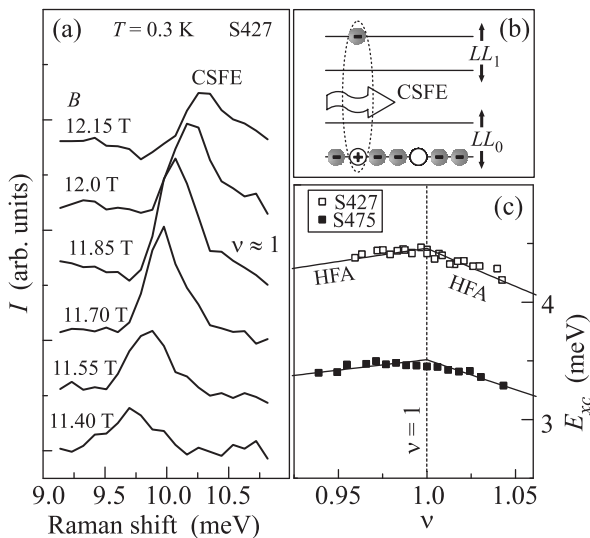 (a) T = 0.3 K S427
CSFE
B
12.15 T
12.0 T
11.85 T
ν ≈ 1
11.70 T
11.55 T
11.40 T
I (arb. units)
9.0 9.5 10.0 10.5
Raman shift (meV)
(b)
LL₁
CSFE
LL₀
S427
S475
(c)
HFA HFA
4
3
E_xc (meV)
ν = 1
0.95 1.0 1.05
ν